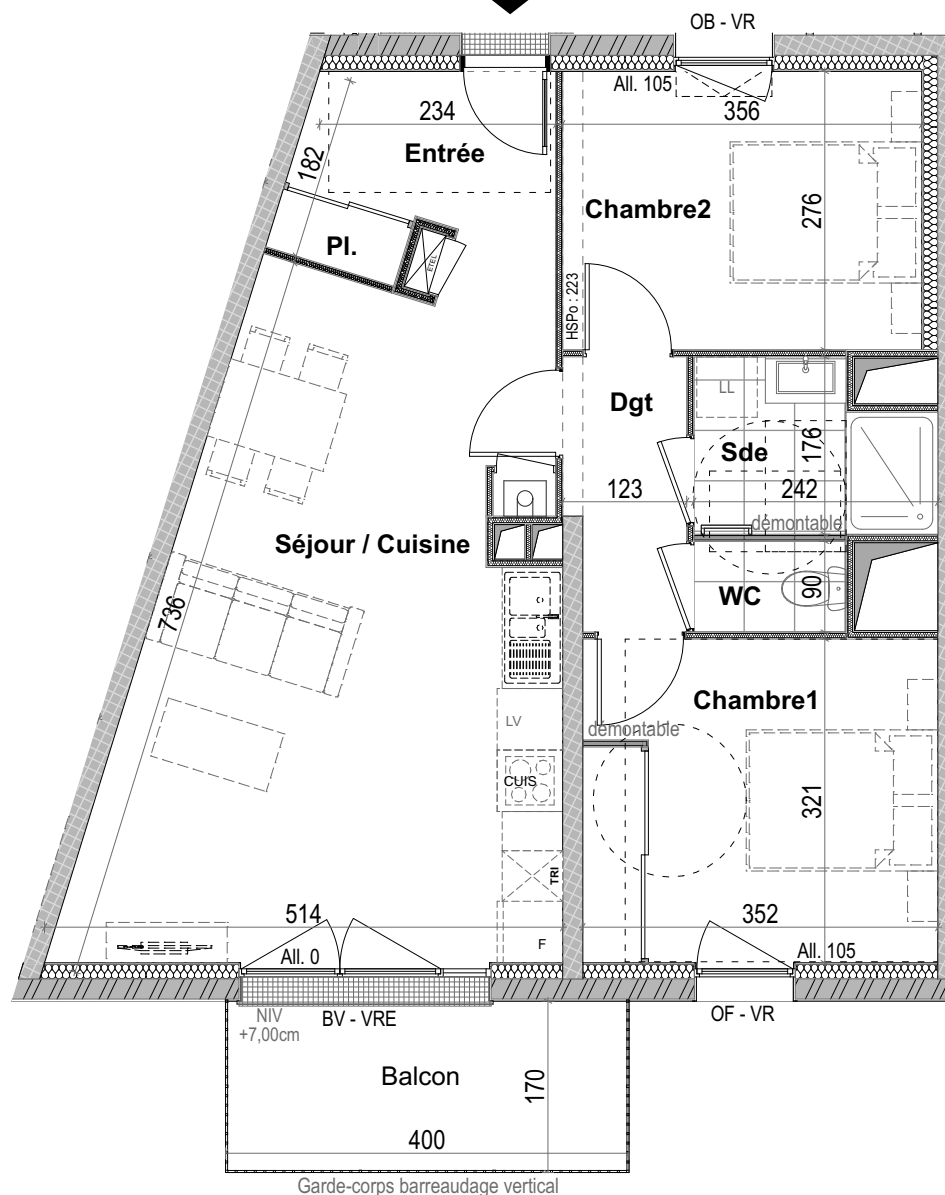 OB - VR
All. 105
234
356
Entrée
182
Chambre2
276
Pl.
ETEL
HSPo : 223
Dgt
LL
Sde
176
123
242
démontable
Séjour / Cuisine
WC
90
736
Chambre1
LV
démontable
CUIS
321
TRI
514
352
All. 0
F
All. 105
NIV
+7,00cm
BV - VRE
OF - VR
Balcon
170
400
Garde-corps barreaudage vertical